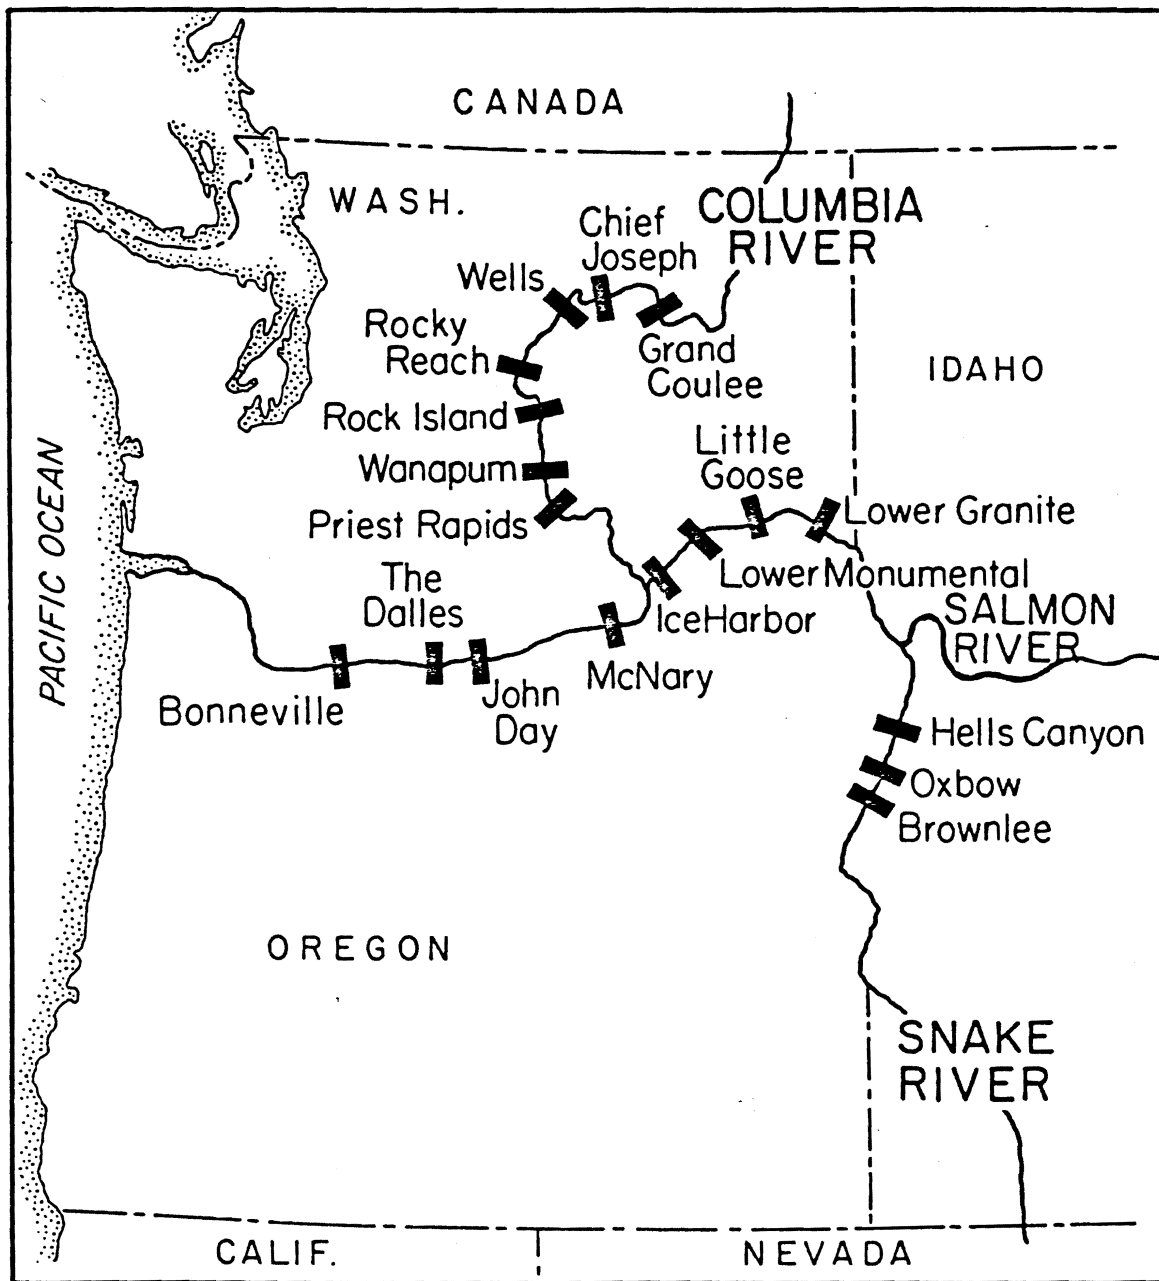 CANADA
WASH.
COLUMBIA
RIVER
Chief
Joseph
Wells
Rocky
Reach
Grand
Coulee
IDAHO
Rock Island
Little
Goose
Wanapum
Priest Rapids
Lower Granite
PACIFIC OCEAN
The
Dalles
Lower Monumental
Ice Harbor
SALMON
RIVER
McNary
Bonneville
John
Day
Hells Canyon
Oxbow
Brownlee
OREGON
SNAKE
RIVER
CALIF.
NEVADA